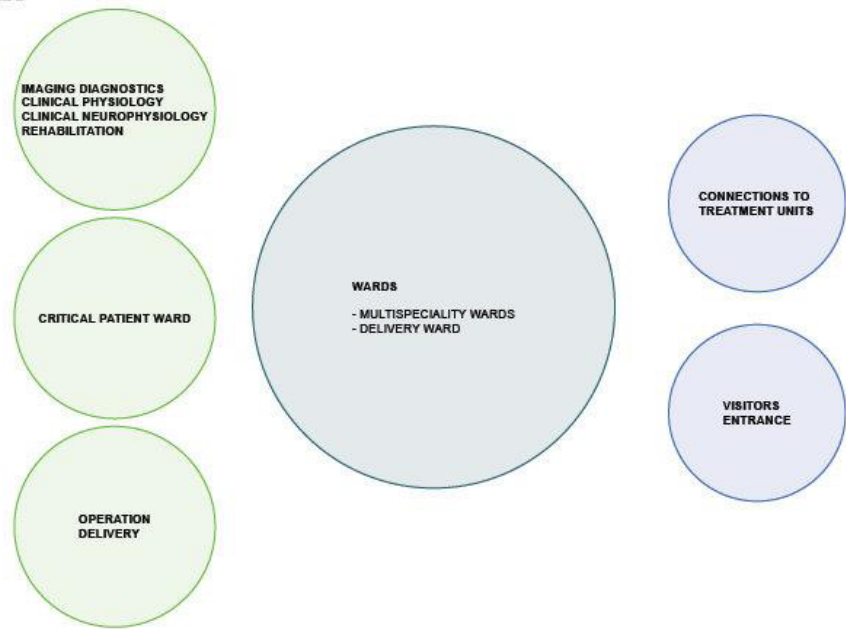 IMAGING DIAGNOSTICS
CLINICAL PHYSIOLOGY
CLINICAL NEUROPHYSIOLOGY
REHABILITATION
CRITICAL PATIENT WARD
OPERATION
DELIVERY
WARDS
- MULTISPECIALITY WARDS
- DELIVERY WARD
CONNECTIONS TO
TREATMENT UNITS
VISITORS
ENTRANCE